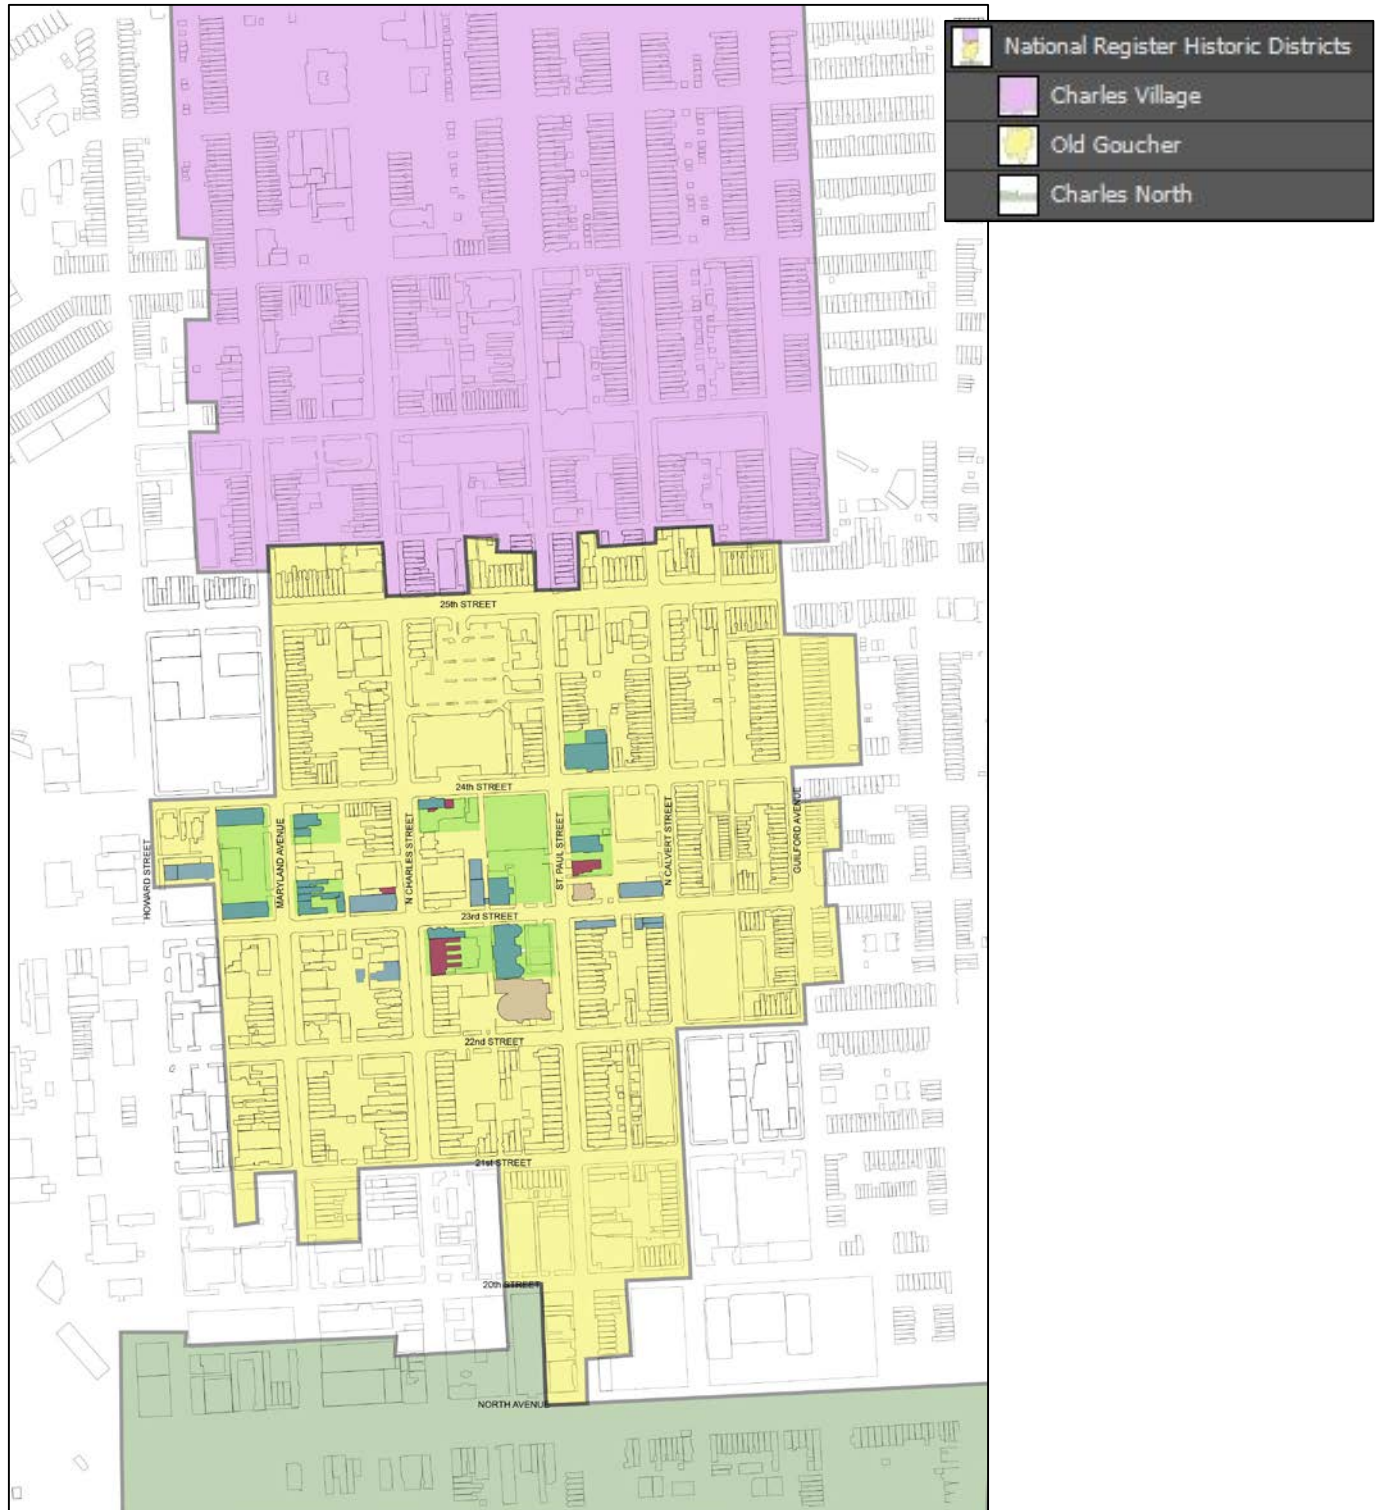 National Register Historic Districts
Charles Village
Old Goucher
Charles North
25th STREET
24th STREET
HOWARD STREET
MARYLAND AVENUE
N CHARLES STREET
ST. PAUL STREET
N CALVERT STREET
GUILFORD AVENUE
23rd STREET
22nd STREET
21st STREET
20th STREET
NORTH AVENUE